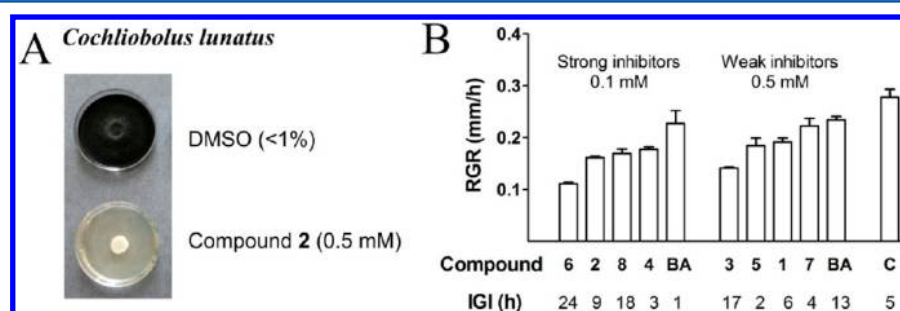 A Cochliobolus lunatus
DMSO (<1%)
Compound 2 (0.5 mM)
B
RGR (mm/h)
0.4
0.3
0.2
0.1
Strong inhibitors
0.1 mM
Weak inhibitors
0.5 mM
Compound 6 2 8 4 BA 3 5 1 7 BA C
IGI (h) 24 9 18 3 1 17 2 6 4 13 5